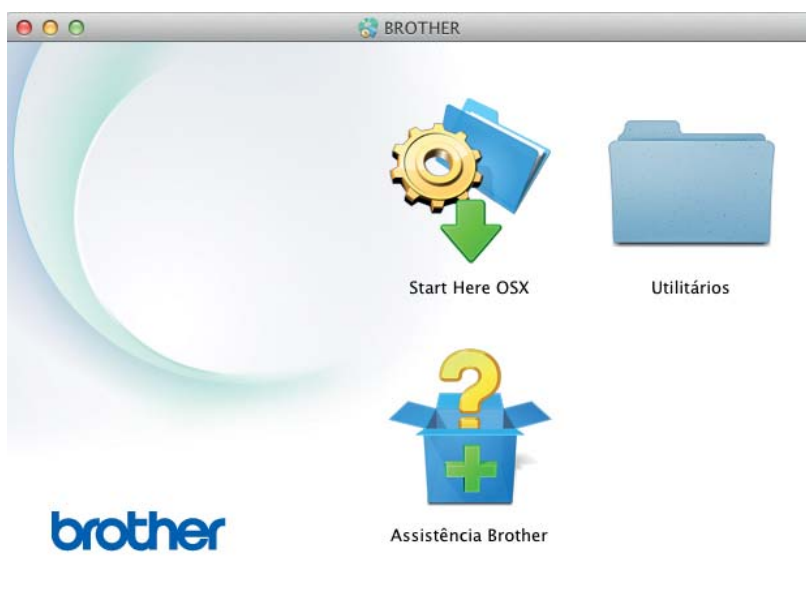 BROTHER
Start Here OSX
Utilitários
Assistência Brother
brother